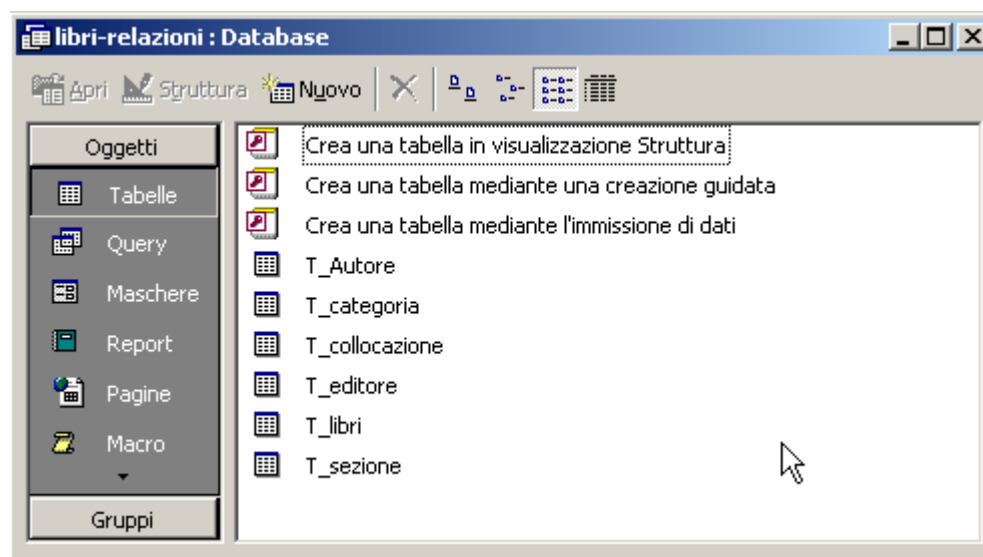 libri-relazioni : Database
Apri Struttura Nuovo
Oggetti
Tabelle
Query
Maschere
Report
Pagine
Macro
Gruppi
Crea una tabella in visualizzazione Struttura
Crea una tabella mediante una creazione guidata
Crea una tabella mediante l'immissione di dati
T_Autore
T_categoria
T_collocazione
T_editore
T_libri
T_sezione